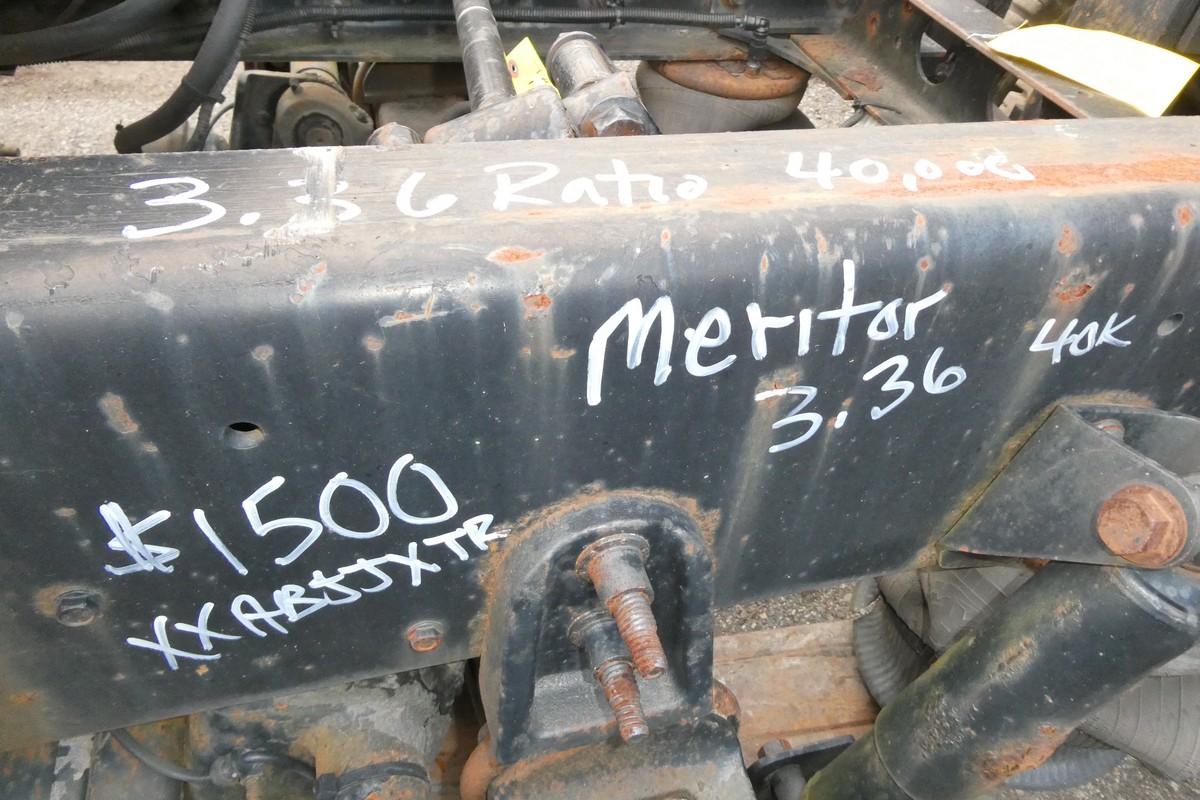 3.36 Ratio 40,000
Meritor
3.36 40K
$1500
XXABJJXTR